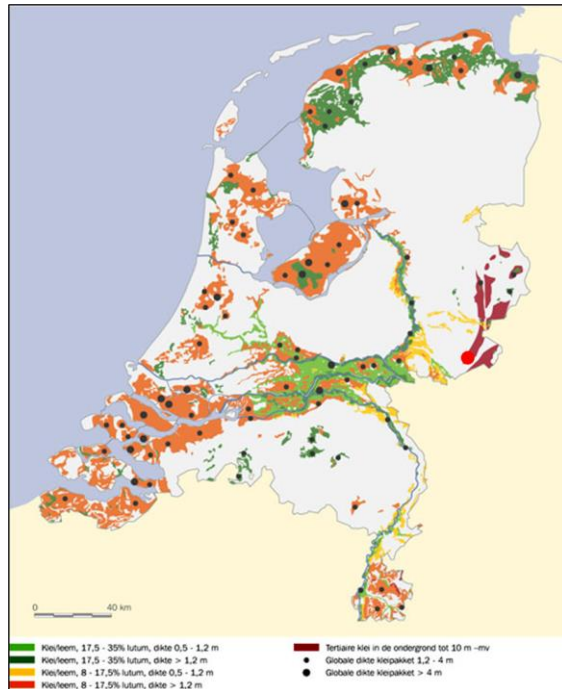 0 40 km
Klei/leem, 17,5 - 35% lutum, dikte 0,5 - 1,2 m
Klei/leem, 17,5 - 35% lutum, dikte > 1,2 m
Klei/leem, 8 - 17,5% lutum, dikte 0,5 - 1,2 m
Klei/leem, 8 - 17,5% lutum, dikte > 1,2 m
Tertiaire klei in de ondergrond tot 10 m -mv
Globale dikte kleipakket 1,2 - 4 m
Globale dikte kleipakket > 4 m